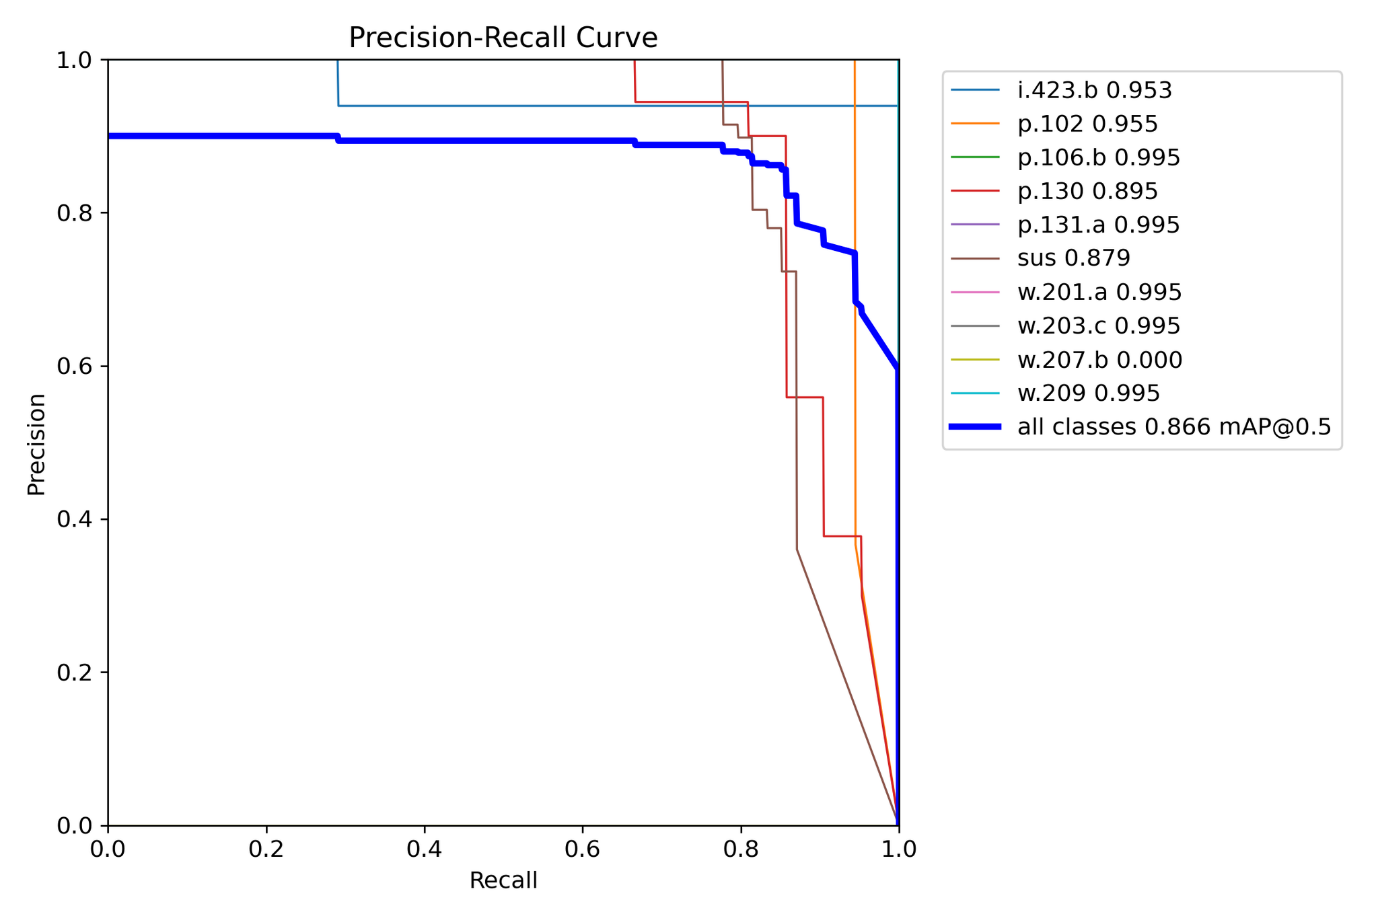 Precision-Recall Curve
1.0
0.8
0.6
0.4
0.2
0.0
Precision
0.0 0.2 0.4 0.6 0.8 1.0
Recall
i.423.b 0.953
p.102 0.955
p.106.b 0.995
p.130 0.895
p.131.a 0.995
sus 0.879
w.201.a 0.995
w.203.c 0.995
w.207.b 0.000
w.209 0.995
all classes 0.866 mAP@0.5